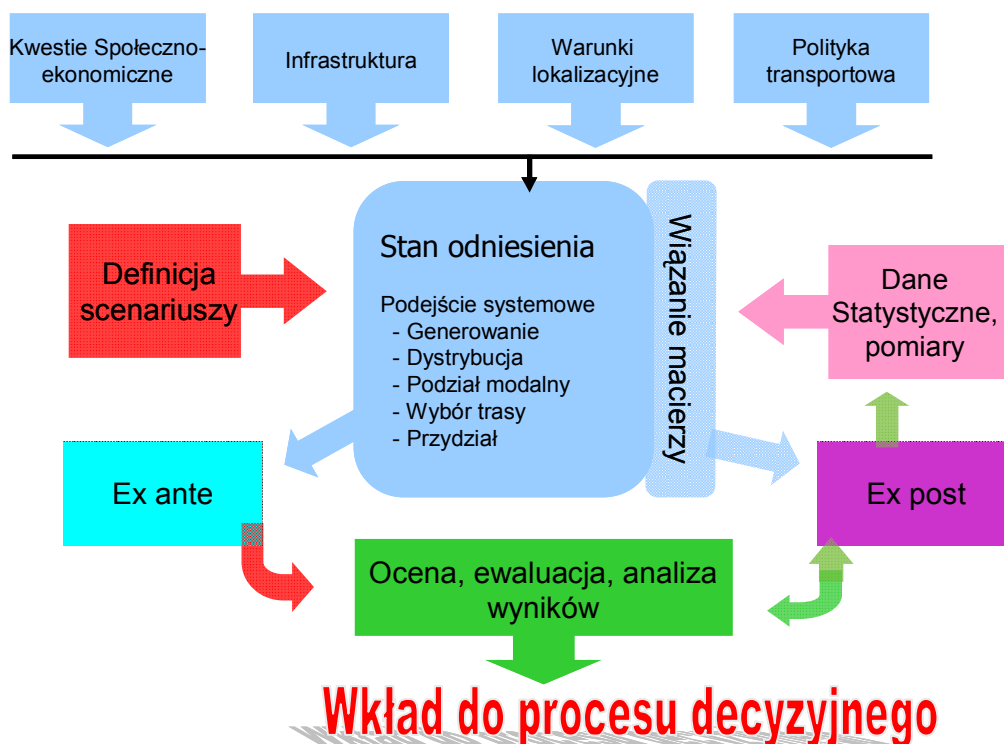 Kwestie Społeczno-
ekonomiczne
Infrastruktura
Warunki
lokalizacyjne
Polityka
transportowa
Stan odniesienia
Podejście systemowe
- Generowanie
- Dystrybucja
- Podział modalny
- Wybór trasy
- Przydział
Wiązanie macierzy
Definicja
scenariuszy
Dane
Statystyczne,
pomiary
Ex ante
Ex post
Ocena, ewaluacja, analiza
wyników
Wkład do procesu decyzyjnego